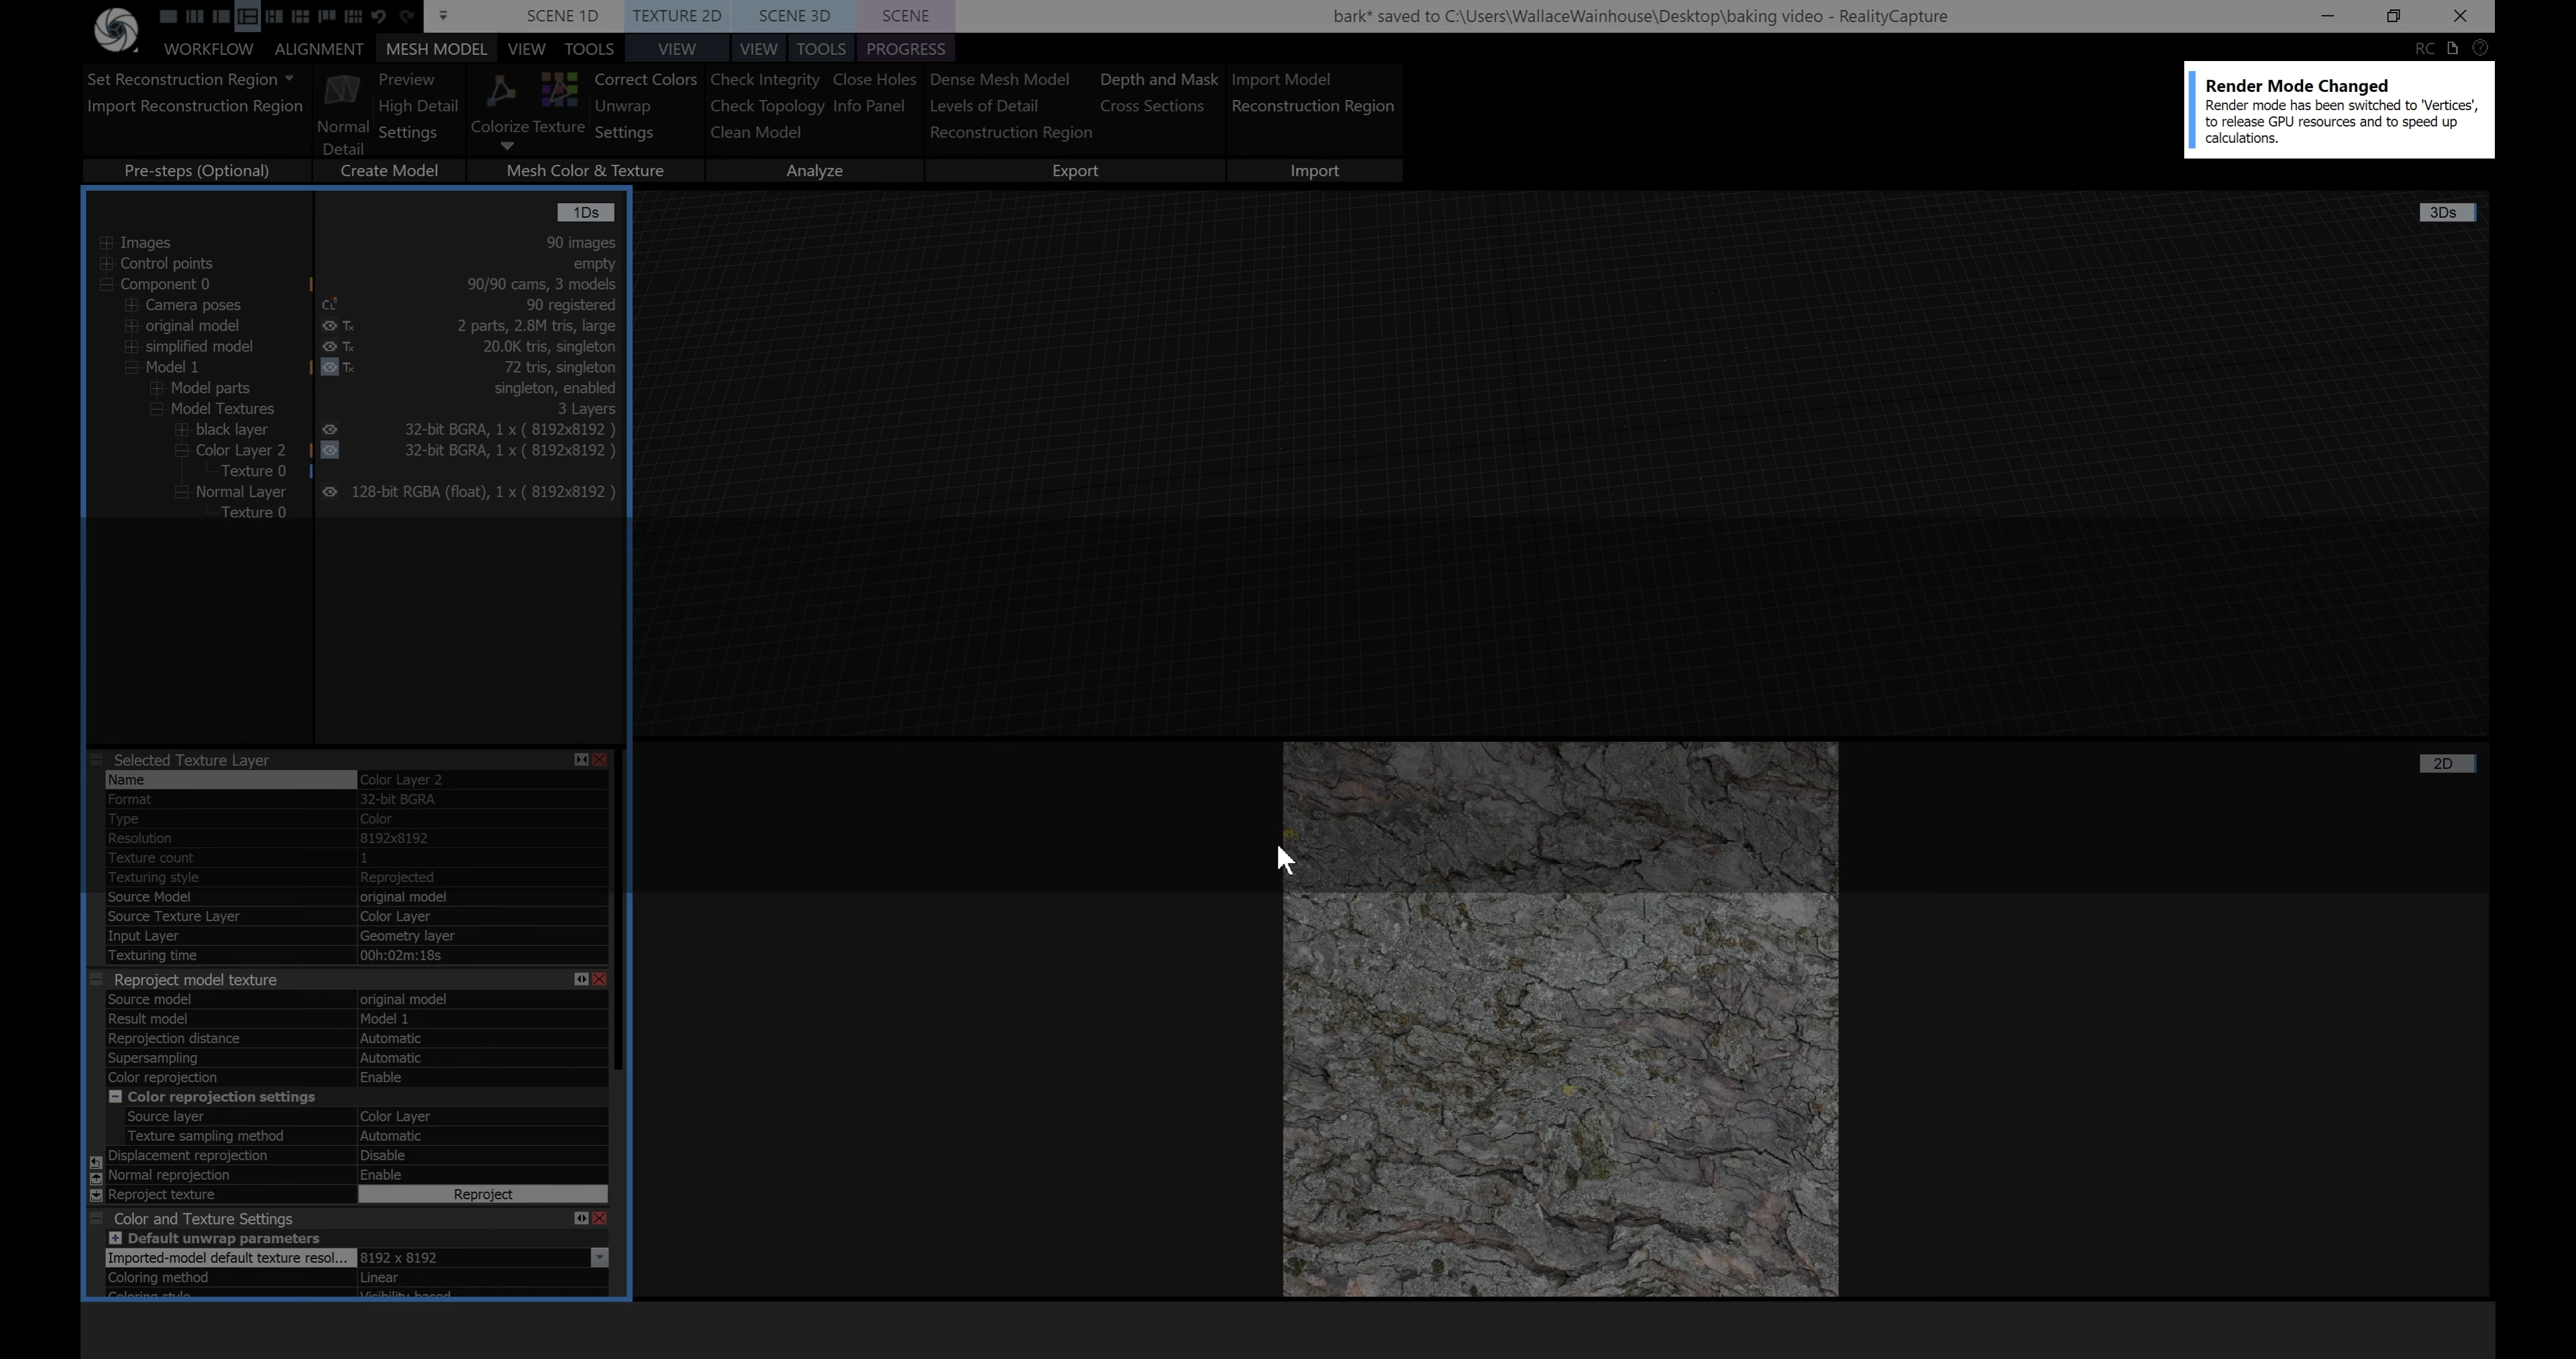 SCENE 1D TEXTURE 2D SCENE 3D SCENE bark* saved to C:\Users\WallaceWainhouse\Desktop\baking video - RealityCapture
WORKFLOW ALIGNMENT MESH MODEL VIEW TOOLS VIEW VIEW TOOLS PROGRESS RC
Set Reconstruction Region
Import Reconstruction Region
Pre-steps (Optional)
Normal Detail
Preview
High Detail
Settings
Create Model
Colorize
Texture
Correct Colors
Unwrap
Settings
Mesh Color & Texture
Check Integrity Close Holes
Check Topology Info Panel
Clean Model
Analyze
Dense Mesh Model Depth and Mask
Levels of Detail Cross Sections
Reconstruction Region
Export
Import Model
Reconstruction Region
Import
Render Mode Changed
Render mode has been switched to 'Vertices',
to release GPU resources and to speed up
calculations.
1Ds
3Ds
Images 90 images
Control points empty
Component 0 90/90 cams, 3 models
Camera poses 90 registered
original model Tx 2 parts, 2.8M tris, large
simplified model Tx 20.0K tris, singleton
Model 1 Tx 72 tris, singleton
Model parts singleton, enabled
Model Textures 3 Layers
black layer 32-bit BGRA, 1 x ( 8192x8192 )
Color Layer 2 32-bit BGRA, 1 x ( 8192x8192 )
Texture 0
Normal Layer 128-bit RGBA (float), 1 x ( 8192x8192 )
Texture 0
2D
Selected Texture Layer
Name Color Layer 2
Format 32-bit BGRA
Type Color
Resolution 8192x8192
Texture count 1
Texturing style Reprojected
Source Model original model
Source Texture Layer Color Layer
Input Layer Geometry layer
Texturing time 00h:02m:18s
Reproject model texture
Source model original model
Result model Model 1
Reprojection distance Automatic
Supersampling Automatic
Color reprojection Enable
Color reprojection settings
Source layer Color Layer
Texture sampling method Automatic
Displacement reprojection Disable
Normal reprojection Enable
Reproject texture Reproject
Color and Texture Settings
Default unwrap parameters
Imported-model default texture resol... 8192 x 8192
Coloring method Linear
Coloring style Visibility-based